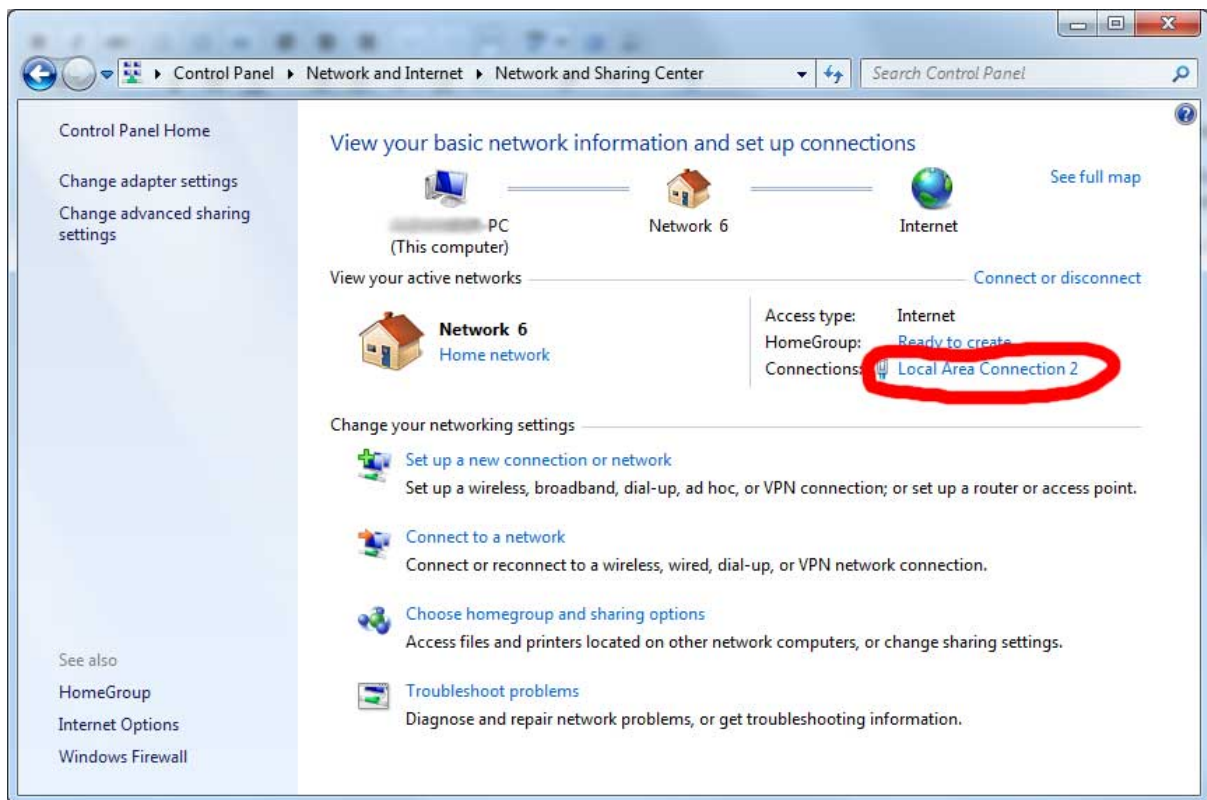 Control Panel ▸ Network and Internet ▸ Network and Sharing Center
Search Control Panel
Control Panel Home
Change adapter settings
Change advanced sharing
settings
See also
HomeGroup
Internet Options
Windows Firewall
View your basic network information and set up connections
See full map
-PC
(This computer)
Network 6
Internet
View your active networks
Connect or disconnect
Network 6
Home network
Access type: Internet
HomeGroup: Ready to create
Connections: Local Area Connection 2
Change your networking settings
Set up a new connection or network
Set up a wireless, broadband, dial-up, ad hoc, or VPN connection; or set up a router or access point.
Connect to a network
Connect or reconnect to a wireless, wired, dial-up, or VPN network connection.
Choose homegroup and sharing options
Access files and printers located on other network computers, or change sharing settings.
Troubleshoot problems
Diagnose and repair network problems, or get troubleshooting information.